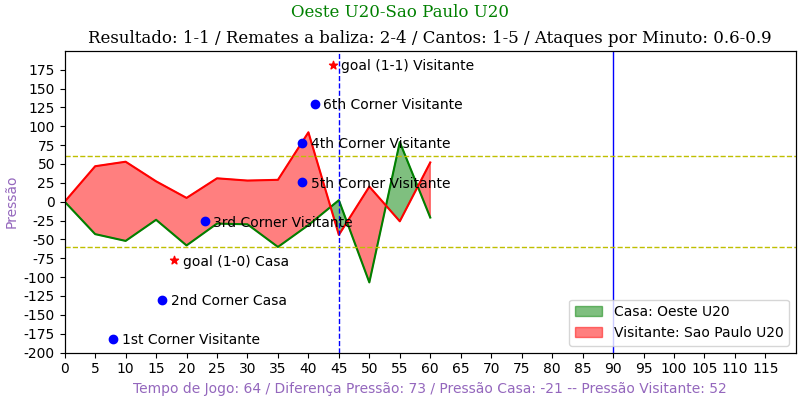 Oeste U20-Sao Paulo U20
Resultado: 1-1 / Remates a baliza: 2-4 / Cantos: 1-5 / Ataques por Minuto: 0.6-0.9
Pressão
175
150
125
100
75
50
25
0
-25
-50
-75
-100
-125
-150
-175
-200
goal (1-1) Visitante
6th Corner Visitante
4th Corner Visitante
5th Corner Visitante
3rd Corner Visitante
goal (1-0) Casa
2nd Corner Casa
1st Corner Visitante
Casa: Oeste U20
Visitante: Sao Paulo U20
0 5 10 15 20 25 30 35 40 45 50 55 60 65 70 75 80 85 90 95 100 105 110 115
Tempo de Jogo: 64 / Diferença Pressão: 73 / Pressão Casa: -21 -- Pressão Visitante: 52